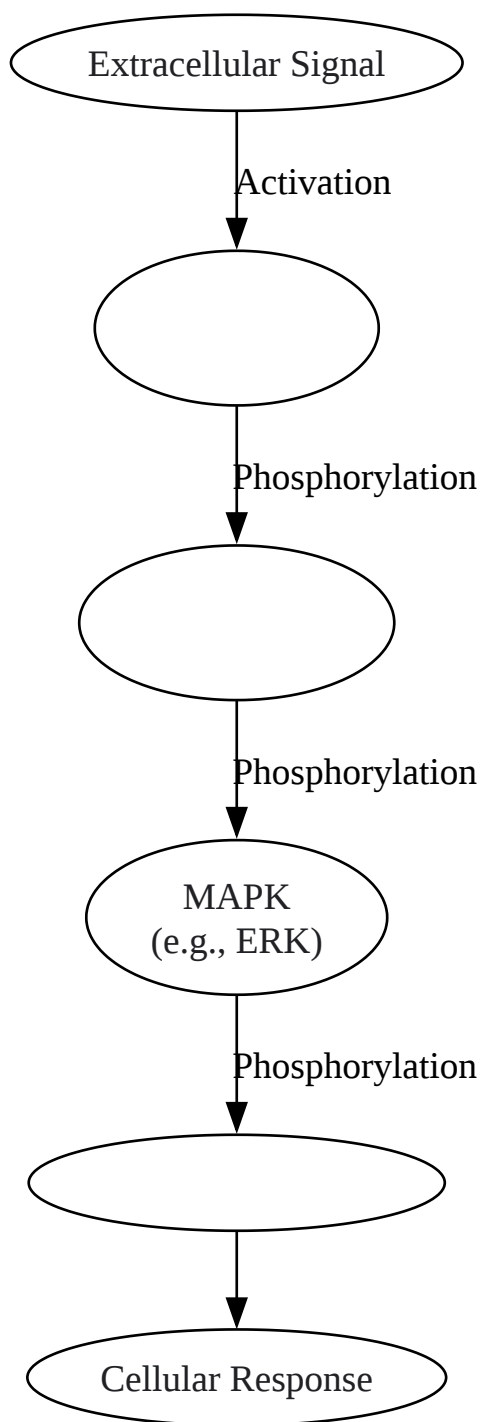 Extracellular Signal
Activation
Phosphorylation
Phosphorylation
MAPK
(e.g., ERK)
Phosphorylation
Cellular Response